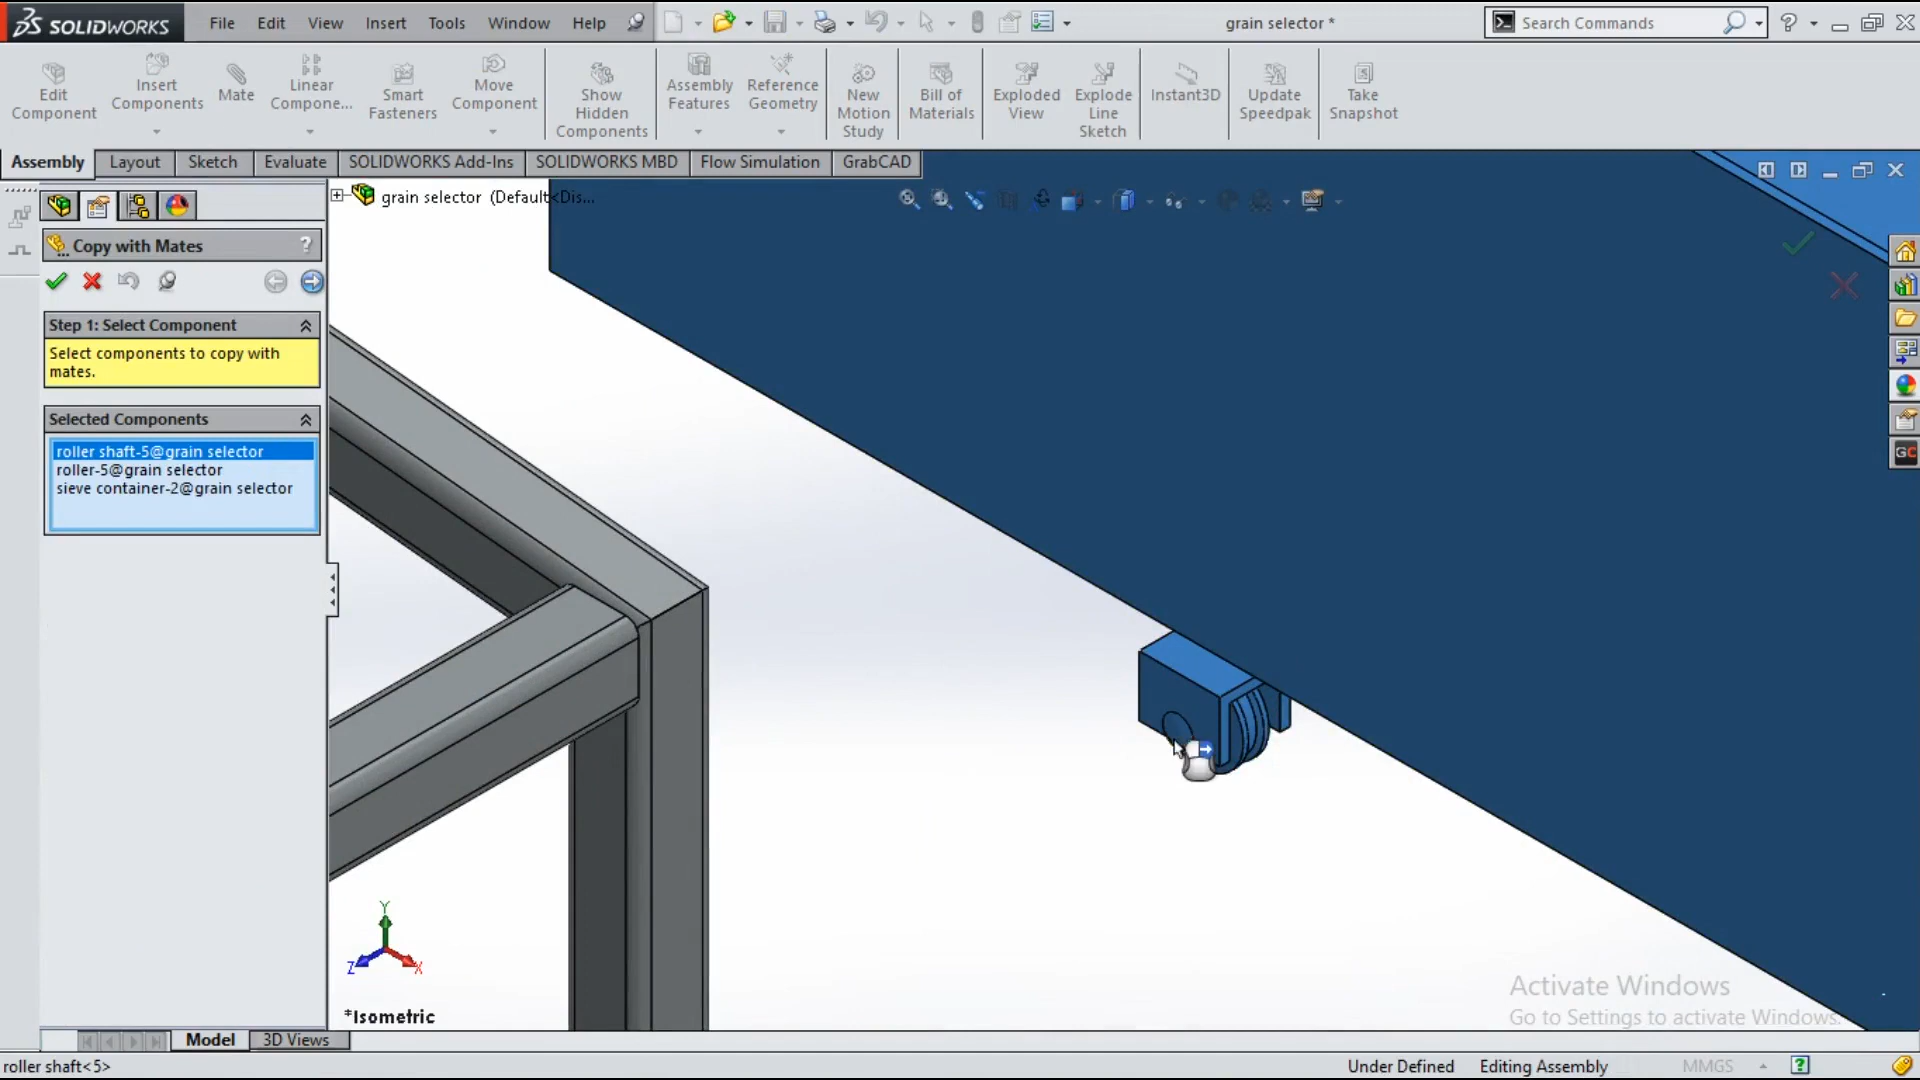 SOLIDWORKS File Edit View Insert Tools Window Help grain selector * Search Commands
Edit Component
Insert Components
Mate
Linear Compone...
Smart Fasteners
Move Component
Show Hidden Components
Assembly Features
Reference Geometry
New Motion Study
Bill of Materials
Exploded View
Explode Line Sketch
Instant3D
Update Speedpak
Take Snapshot
Assembly Layout Sketch Evaluate SOLIDWORKS Add-Ins SOLIDWORKS MBD Flow Simulation GrabCAD
grain selector (Default<Dis...
Copy with Mates ?
Step 1: Select Component
Select components to copy with
mates.
Selected Components
roller shaft-5@grain selector
roller-5@grain selector
sieve container-2@grain selector
GC
Y
Z X
*Isometric
Activate Windows
Go to Settings to activate Windows.
Model 3D Views
roller shaft<5> Under Defined Editing Assembly MMGS